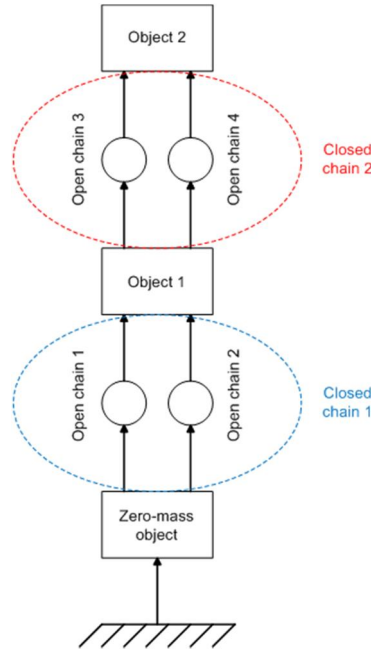 Object 2
Open chain 3
Open chain 4
Closed
chain 2
Object 1
Open chain 1
Open chain 2
Closed
chain 1
Zero-mass
object